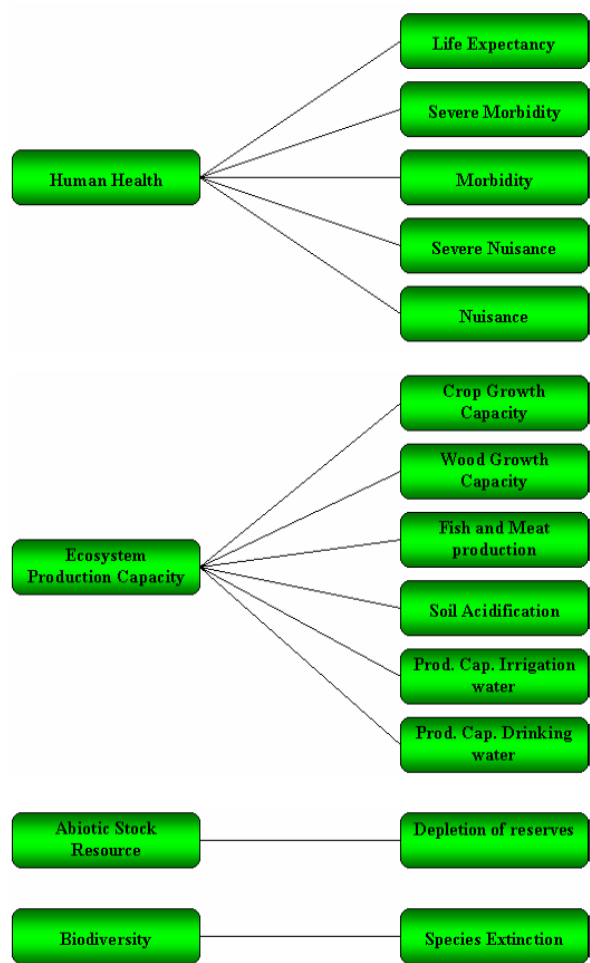 Life Expectancy
Severe Morbidity
Human Health
Morbidity
Severe Nuisance
Nuisance
Crop Growth
Capacity
Wood Growth
Capacity
Fish and Meat
production
Ecosystem
Production Capacity
Soil Acidification
Prod. Cap. Irrigation
water
Prod. Cap. Drinking
water
Abiotic Stock
Resource
Depletion of reserves
Biodiversity
Species Extinction